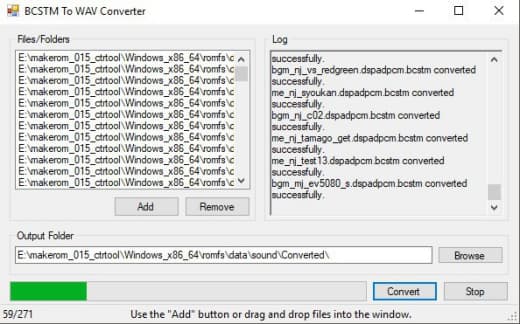 BCSTM To WAV Converter
Files/Folders
E:\makerom_015_ctrtool\Windows_x86_64\romfs\d
E:\makerom_015_ctrtool\Windows_x86_64\romfs\d
E:\makerom_015_ctrtool\Windows_x86_64\romfs\d
E:\makerom_015_ctrtool\Windows_x86_64\romfs\d
E:\makerom_015_ctrtool\Windows_x86_64\romfs\d
E:\makerom_015_ctrtool\Windows_x86_64\romfs\d
E:\makerom_015_ctrtool\Windows_x86_64\romfs\d
E:\makerom_015_ctrtool\Windows_x86_64\romfs\d
E:\makerom_015_ctrtool\Windows_x86_64\romfs\d
E:\makerom_015_ctrtool\Windows_x86_64\romfs\d
E:\makerom_015_ctrtool\Windows_x86_64\romfs\d
E:\makerom_015_ctrtool\Windows_x86_64\romfs\d
Add Remove
Log
successfully.
bgm_nj_vs_redgreen.dspadpcm.bcstm converted
successfully.
me_nj_syoukan.dspadpcm.bcstm converted
successfully.
bgm_nj_c02.dspadpcm.bcstm converted
successfully.
me_nj_tamago_get.dspadpcm.bcstm converted
successfully.
me_nj_test13.dspadpcm.bcstm converted
successfully.
bgm_mj_ev5080_s.dspadpcm.bcstm converted
successfully.
Output Folder
E:\makerom_015_ctrtool\Windows_x86_64\romfs\data\sound\Converted\ Browse
Convert Stop
59/271 Use the "Add" button or drag and drop files into the window.